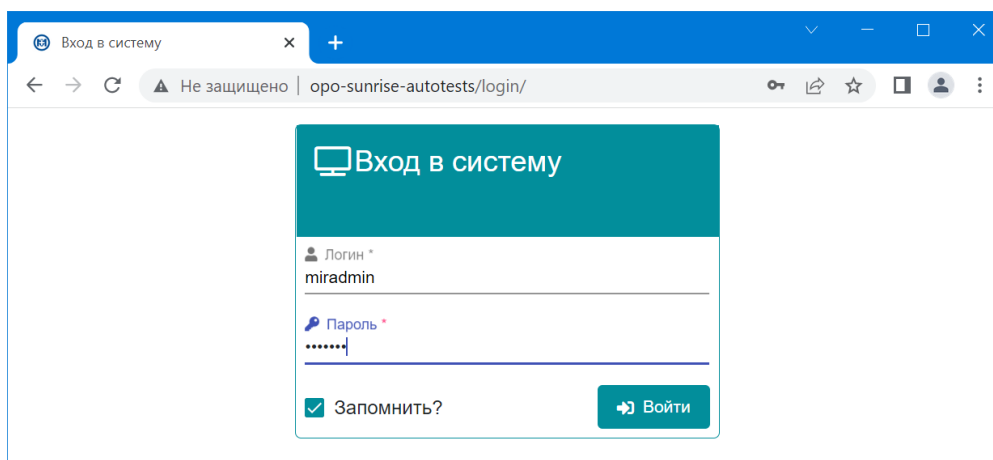 Вход в систему
Не защищено | opo-sunrise-autotests/login/
Вход в систему
Логин *
miradmin
Пароль *
•••••••
Запомнить?
Войти